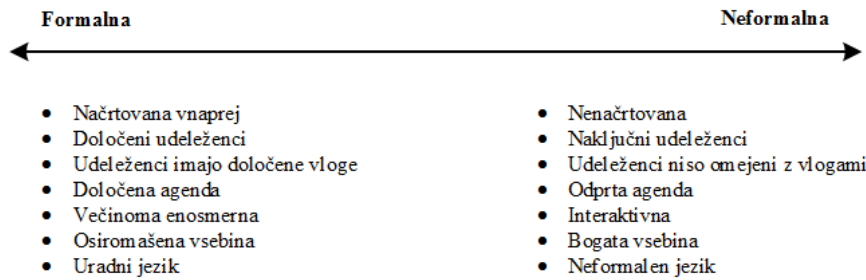 Formalna
Neformalna
• Načrtovana vnaprej
• Določeni udeleženci
• Udeleženci imajo določene vloge
• Določena agenda
• Večinoma enosmerna
• Osiromašena vsebina
• Uradni jezik
• Nenačrtovana
• Naključni udeleženci
• Udeleženci niso omejeni z vlogami
• Odprta agenda
• Interaktivna
• Bogata vsebina
• Neformalen jezik